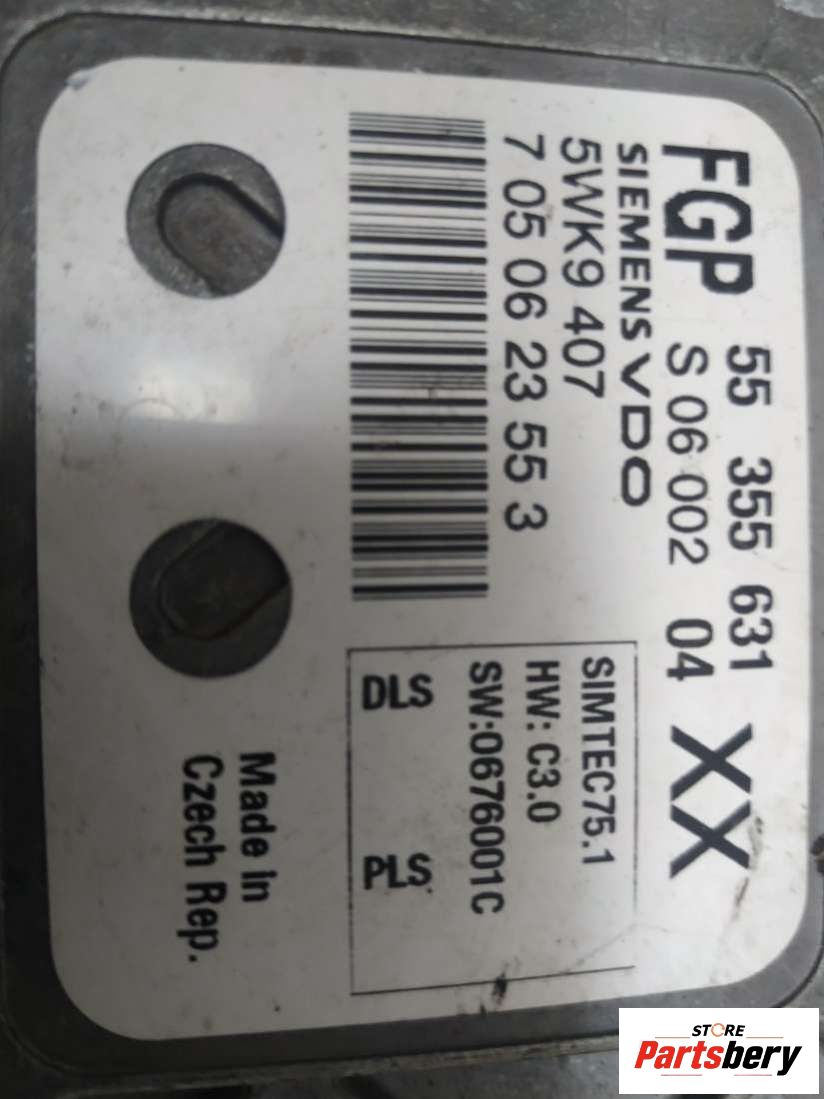 FGP 55 355 631 XX
S 06 002 04
SIEMENS VDO
5WK9 407
7 05 06 23 55 3
SIMTEC75.1
HW: C3.0
SW:0676001C
DLS PLS
Made in
Czech Rep.
STORE
Partsbery